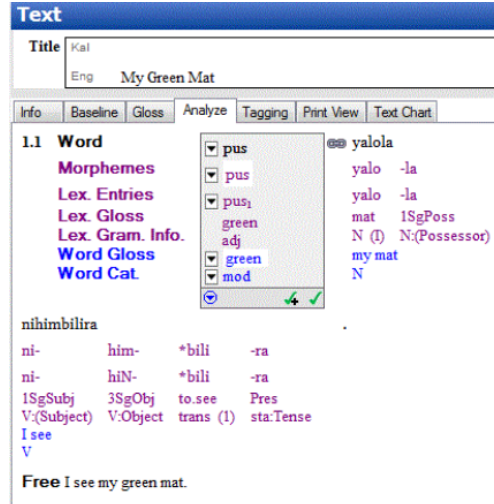 Text
Title Kal
Eng My Green Mat
Info Baseline Gloss Analyze Tagging Print View Text Chart
1.1 Word pus yalola
Morphemes pus yalo -la
Lex. Entries pus1 yalo -la
Lex. Gloss green mat 1SgPoss
Lex. Gram. Info. adj N (I) N:(Possessor)
Word Gloss green my mat
Word Cat. mod N
nihimbilira .
ni- him- *bili -ra
ni- hiN- *bili -ra
1SgSubj 3SgObj to.see Pres
V:(Subject) V:Object trans (1) sta:Tense
I see
V
Free I see my green mat.